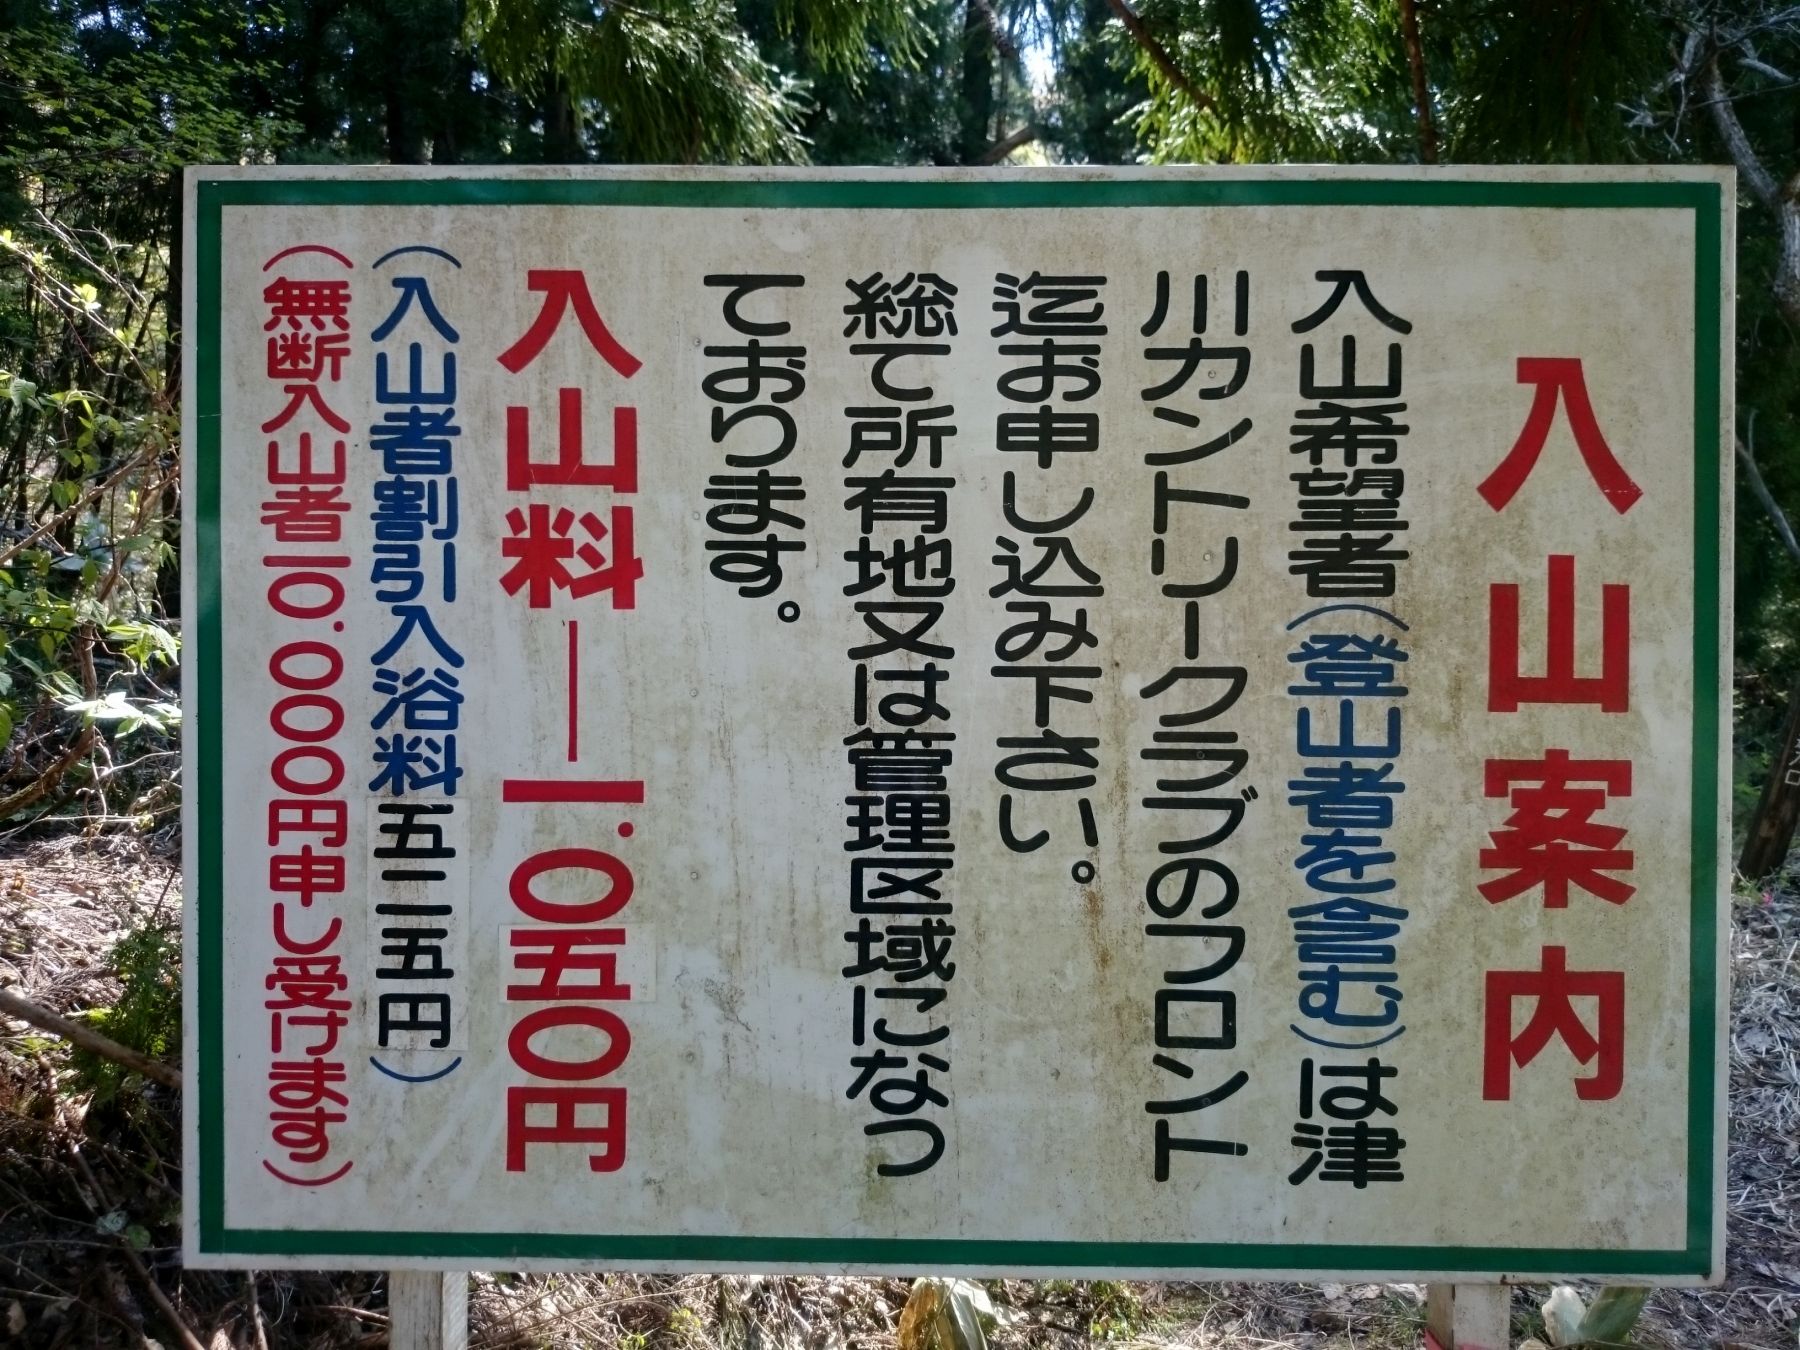 入山案内
入山希望者(登山者を含む)は津
川カントリークラブのフロント
迄お申し込み下さい。
総て所有地又は管理区域になっ
ております。
入山料―一.〇五〇円
(入山者割引入浴料五二五円)
(無断入山者一〇.〇〇〇円申し受けます)